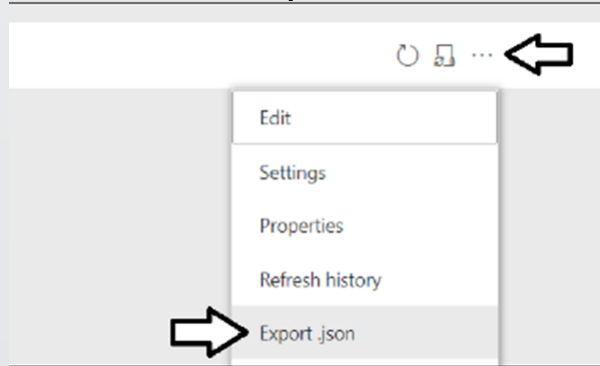 Edit
Settings
Properties
Refresh history
Export .json